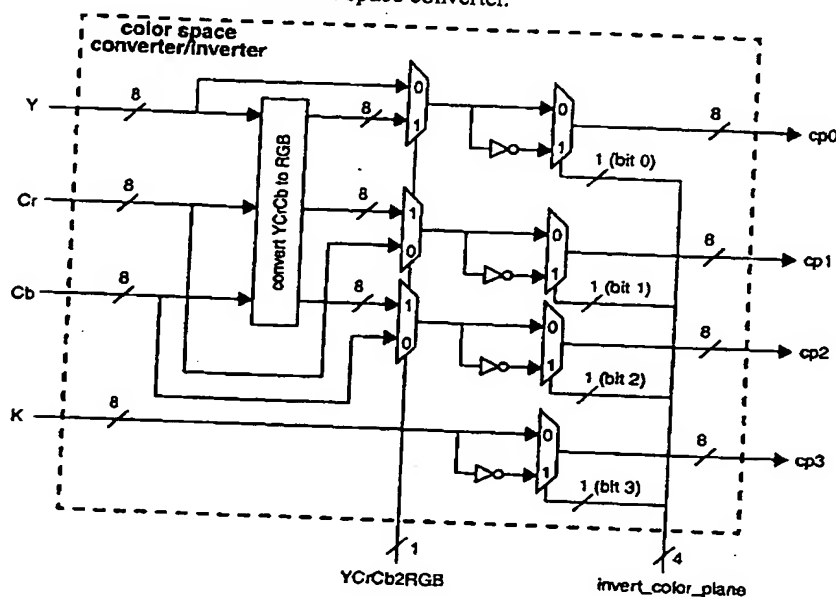 space converter.
color space
converter/inverter
Y
8
8
0
1
8
0
1
8
cp0
1 (bit 0)
convert YCrCb to RGB
Cr
8
8
1
0
0
1
8
cp1
1 (bit 1)
Cb
8
8
1
0
0
1
8
cp2
1 (bit 2)
K
8
0
1
8
cp3
1 (bit 3)
1
YCrCb2RGB
4
invert_color_plane